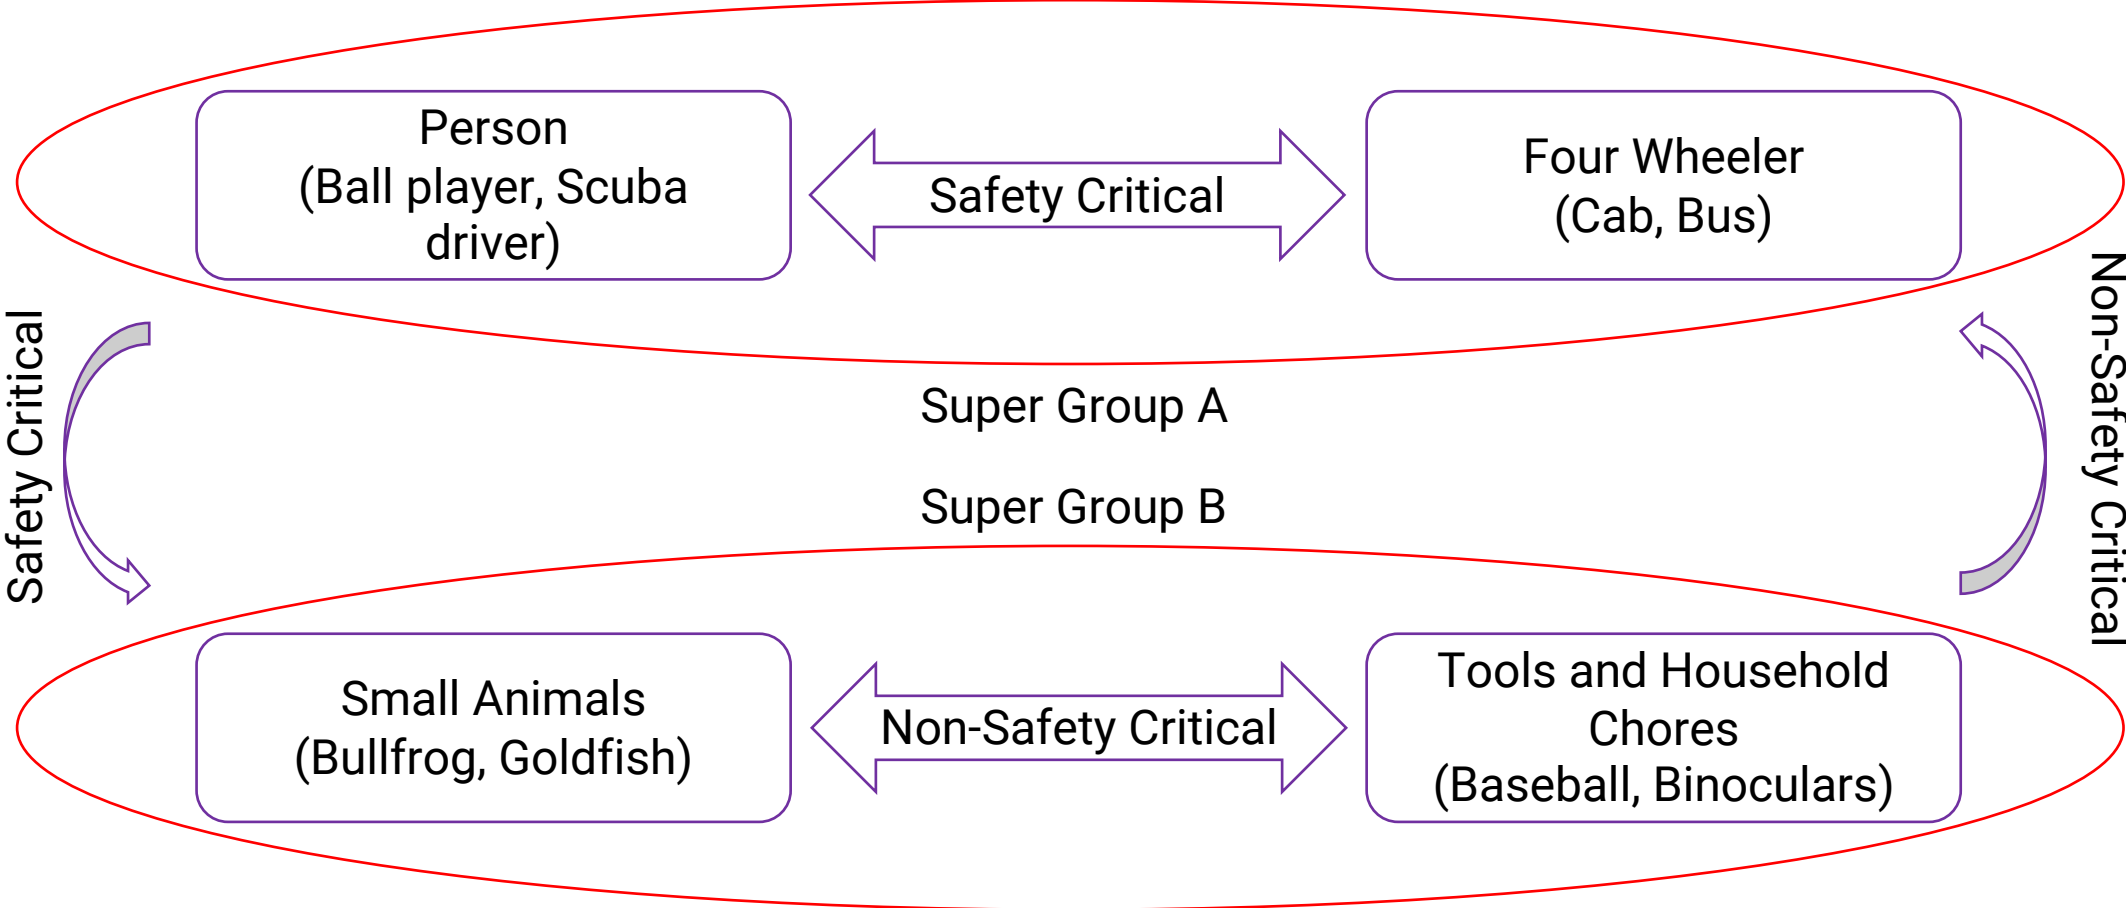 Person
(Ball player, Scuba
driver)
Safety Critical
Four Wheeler
(Cab, Bus)
Safety Critical
Non-Safety Critical
Super Group A
Super Group B
Small Animals
(Bullfrog, Goldfish)
Non-Safety Critical
Tools and Household
Chores
(Baseball, Binoculars)